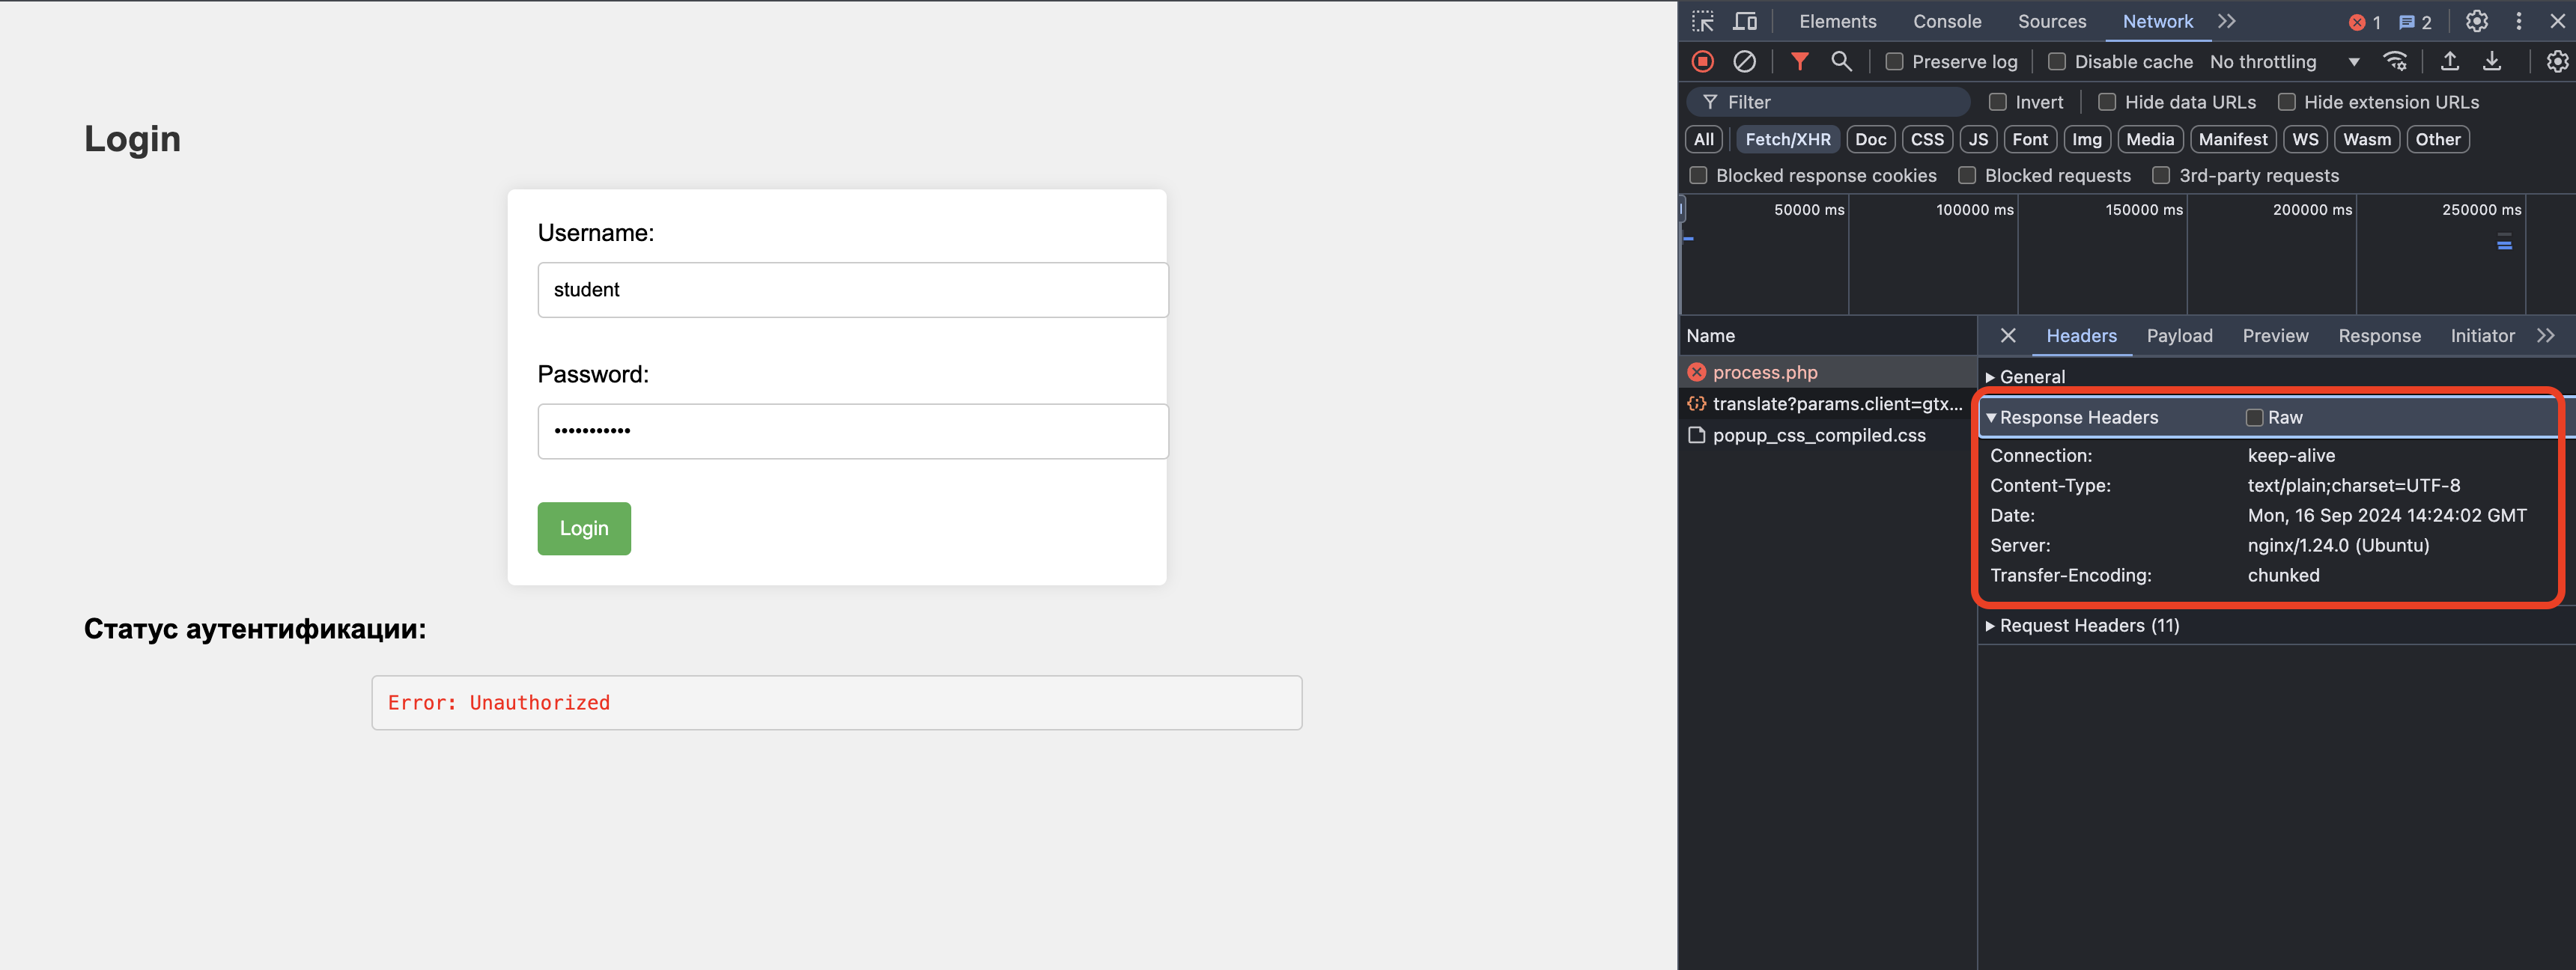 Login
Username:
student
Password:
•••••••••••
Login
Статус аутентификации:
Error: Unauthorized
Elements Console Sources Network 1 2
Preserve log Disable cache No throttling
Filter Invert Hide data URLs Hide extension URLs
All Fetch/XHR Doc CSS JS Font Img Media Manifest WS Wasm Other
Blocked response cookies Blocked requests 3rd-party requests
50000 ms 100000 ms 150000 ms 200000 ms 250000 ms
Name
process.php
translate?params.client=gtx...
popup_css_compiled.css
Headers Payload Preview Response Initiator
General
Response Headers Raw
Connection: keep-alive
Content-Type: text/plain;charset=UTF-8
Date: Mon, 16 Sep 2024 14:24:02 GMT
Server: nginx/1.24.0 (Ubuntu)
Transfer-Encoding: chunked
Request Headers (11)